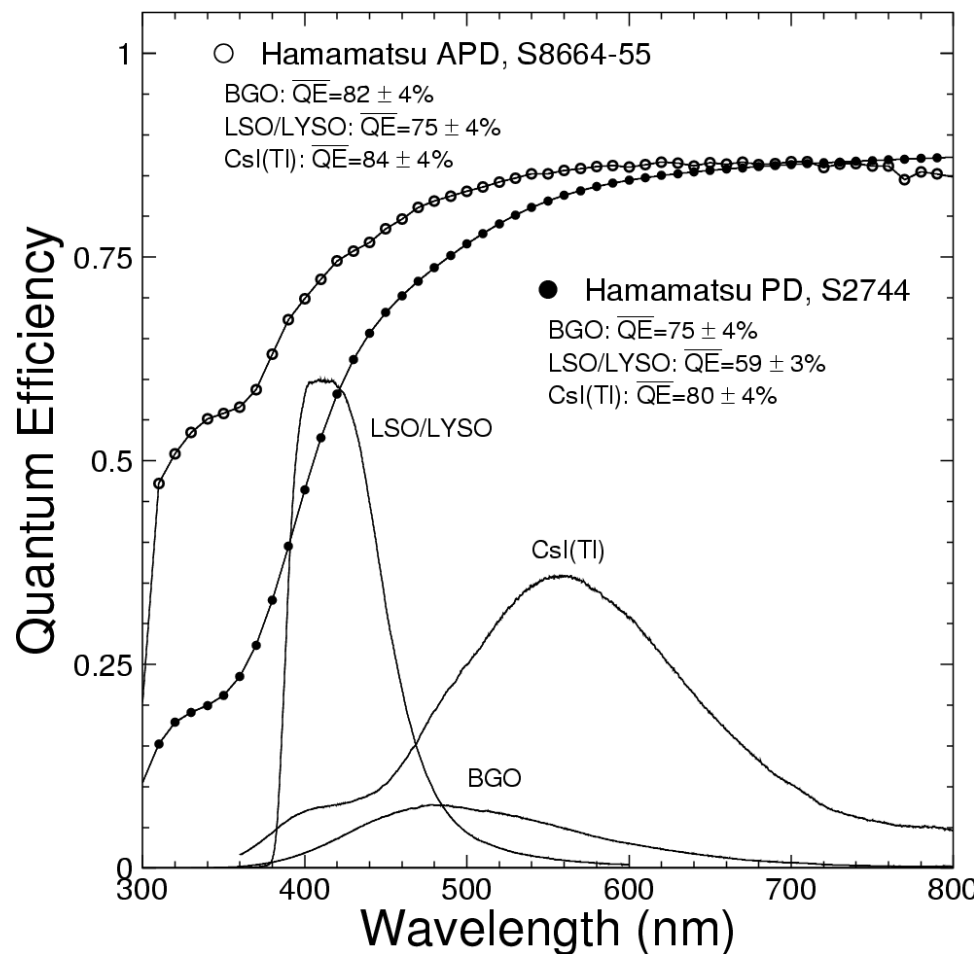 ○ Hamamatsu APD, S8664-55
BGO: QE=82 ± 4%
LSO/LYSO: QE=75 ± 4%
CsI(Tl): QE=84 ± 4%
● Hamamatsu PD, S2744
BGO: QE=75 ± 4%
LSO/LYSO: QE=59 ± 3%
CsI(Tl): QE=80 ± 4%
LSO/LYSO
CsI(Tl)
BGO
Quantum Efficiency
1
0.75
0.5
0.25
0
300 400 500 600 700 800
Wavelength (nm)